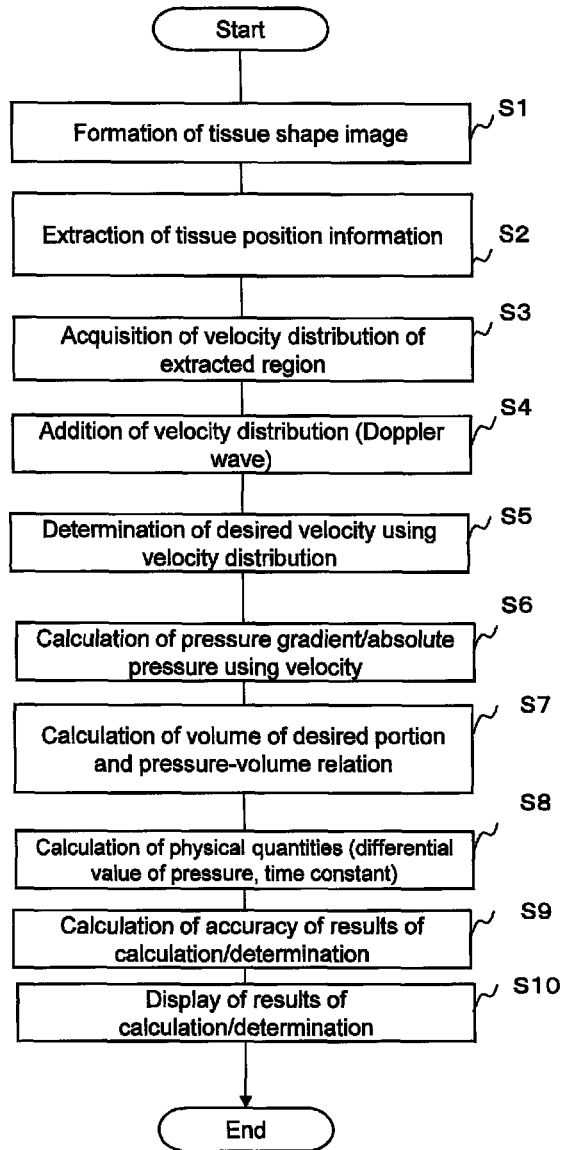 Start
S1
Formation of tissue shape image
Extraction of tissue position information
S2
S3
Acquisition of velocity distribution of
extracted region
S4
Addition of velocity distribution (Doppler
wave)
S5
Determination of desired velocity using
velocity distribution
S6
Calculation of pressure gradient/absolute
pressure using velocity
S7
Calculation of volume of desired portion
and pressure-volume relation
S8
Calculation of physical quantities (differential
value of pressure, time constant)
S9
Calculation of accuracy of results of
calculation/determination
S10
Display of results of
calculation/determination
End